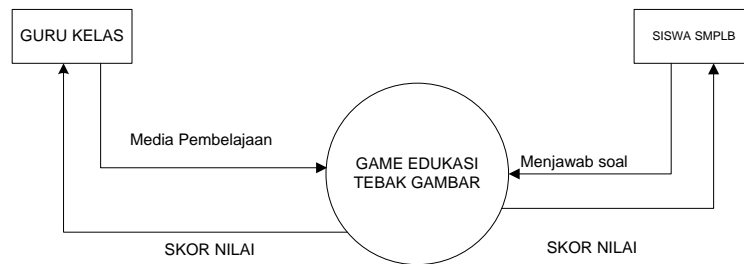 GURU KELAS
SISWA SMPLB
Media Pembelajaan
GAME EDUKASI
TEBAK GAMBAR
Menjawab soal
SKOR NILAI
SKOR NILAI